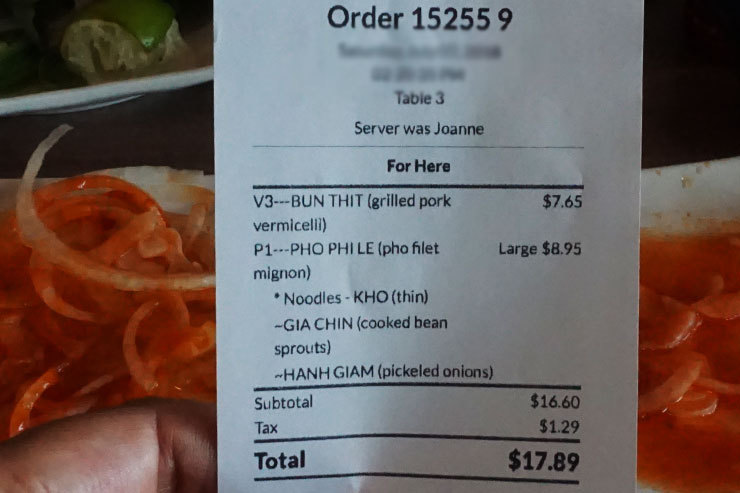 Order 15255 9
Table 3
Server was Joanne
For Here
V3---BUN THIT (grilled pork $7.65
vermicelli)
P1---PHO PHI LE (pho filet Large $8.95
mignon)
* Noodles - KHO (thin)
~GIA CHIN (cooked bean
sprouts)
~HANH GIAM (pickeled onions)
Subtotal $16.60
Tax $1.29
Total $17.89